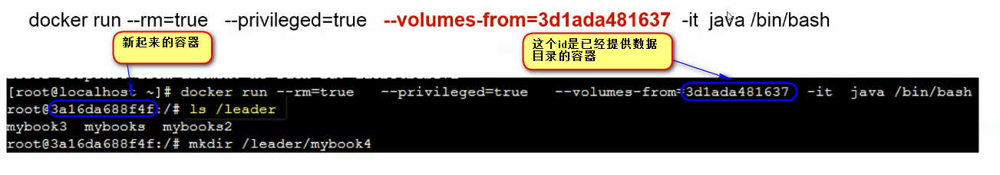 docker run --rm=true --privileged=true --volumes-from=3d1ada481637 -it java /bin/bash
新起来的容器
这个id是已经提供数据
目录的容器
[root@localhost ~]# docker run --rm=true --privileged=true --volumes-from=3d1ada481637 -it java /bin/bash
root@3a16da688f4f:/# ls /leader
mybook3 mybooks mybooks2
root@3a16da688f4f:/# mkdir /leader/mybook4